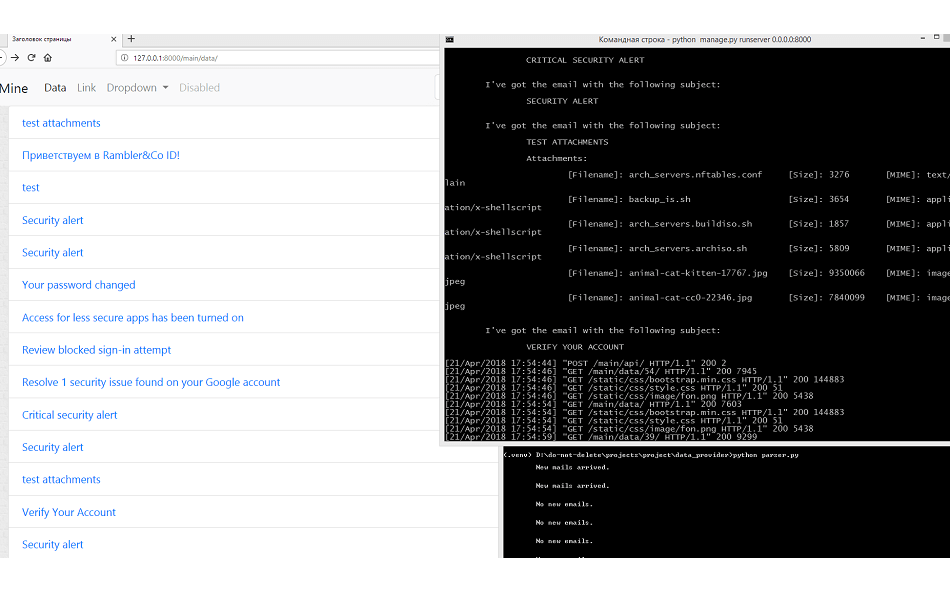 Заголовок страницы
127.0.0.1:8000/main/data/
Mine Data Link Dropdown Disabled
test attachments
Приветствуем в Rambler&Co ID!
test
Security alert
Security alert
Your password changed
Access for less secure apps has been turned on
Review blocked sign-in attempt
Resolve 1 security issue found on your Google account
Critical security alert
Security alert
test attachments
Verify Your Account
Security alert
Командная строка - python manage.py runserver 0.0.0.0:8000
CRITICAL SECURITY ALERT
I've got the email with the following subject:
SECURITY ALERT
I've got the email with the following subject:
TEST ATTACHMENTS
Attachments:
[Filename]: arch_servers.nftables.conf [Size]: 3276 [MIME]: text/
lain
[Filename]: backup_is.sh [Size]: 3654 [MIME]: appli
ation/x-shellscript
[Filename]: arch_servers.buildiso.sh [Size]: 1857 [MIME]: appli
ation/x-shellscript
[Filename]: arch_servers.archiso.sh [Size]: 5809 [MIME]: appli
ation/x-shellscript
[Filename]: animal-cat-kitten-17767.jpg [Size]: 9350066 [MIME]: image
jpeg
[Filename]: animal-cat-cc0-22346.jpg [Size]: 7840099 [MIME]: image
jpeg
I've got the email with the following subject:
VERIFY YOUR ACCOUNT
[21/Apr/2018 17:54:44] "POST /main/api/ HTTP/1.1" 200 2
[21/Apr/2018 17:54:46] "GET /main/data/54/ HTTP/1.1" 200 7945
[21/Apr/2018 17:54:46] "GET /static/css/bootstrap.min.css HTTP/1.1" 200 144883
[21/Apr/2018 17:54:46] "GET /static/css/style.css HTTP/1.1" 200 51
[21/Apr/2018 17:54:46] "GET /static/css/image/fon.png HTTP/1.1" 200 5438
[21/Apr/2018 17:54:54] "GET /main/data/ HTTP/1.1" 200 7603
[21/Apr/2018 17:54:54] "GET /static/css/bootstrap.min.css HTTP/1.1" 200 144883
[21/Apr/2018 17:54:54] "GET /static/css/style.css HTTP/1.1" 200 51
[21/Apr/2018 17:54:54] "GET /static/css/image/fon.png HTTP/1.1" 200 5438
[21/Apr/2018 17:54:59] "GET /main/data/39/ HTTP/1.1" 200 9299
(.venv) D:\do-not-delete\projects\project\data_provider>python parser.py
New mails arrived.
New mails arrived.
No new emails.
No new emails.
No new emails.